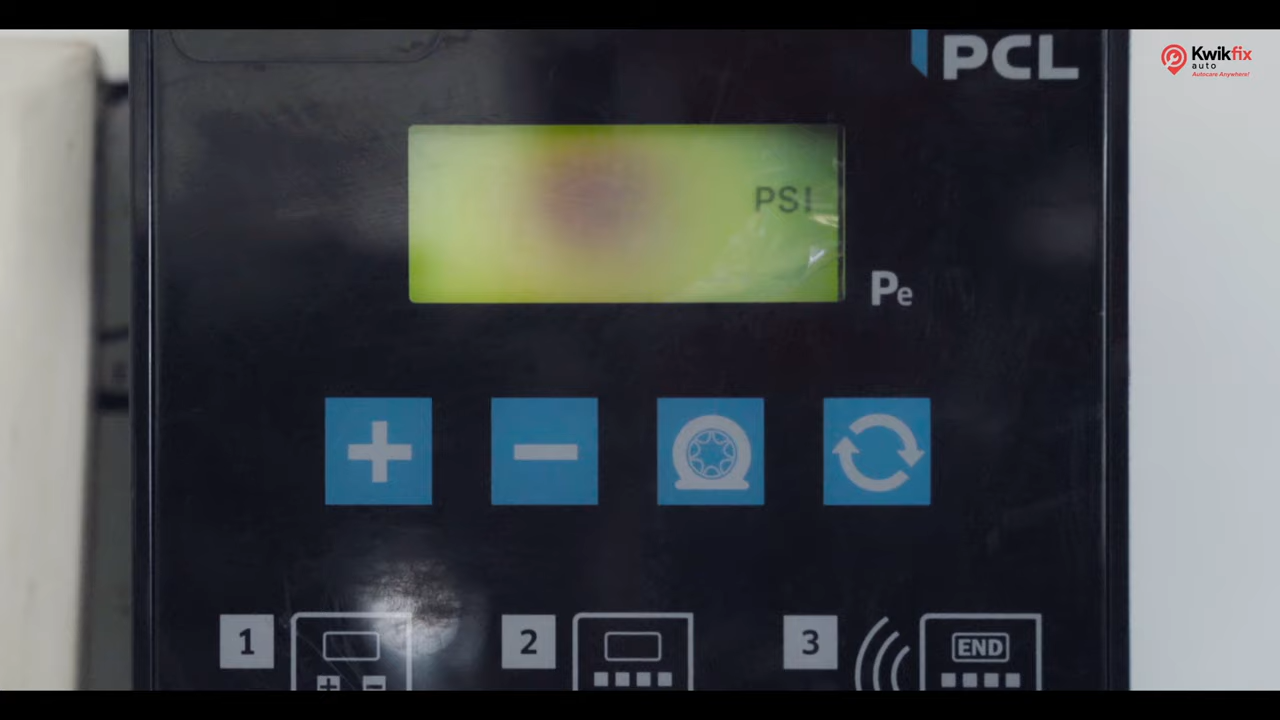 PCL
Kwikfix
auto
Autocare Anywhere!
PSI
Pe
1
2
3
END